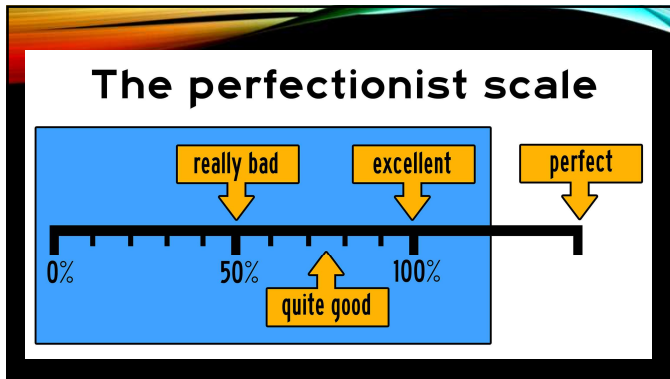 The perfectionist scale
really bad
excellent
perfect
0%
50%
100%
quite good